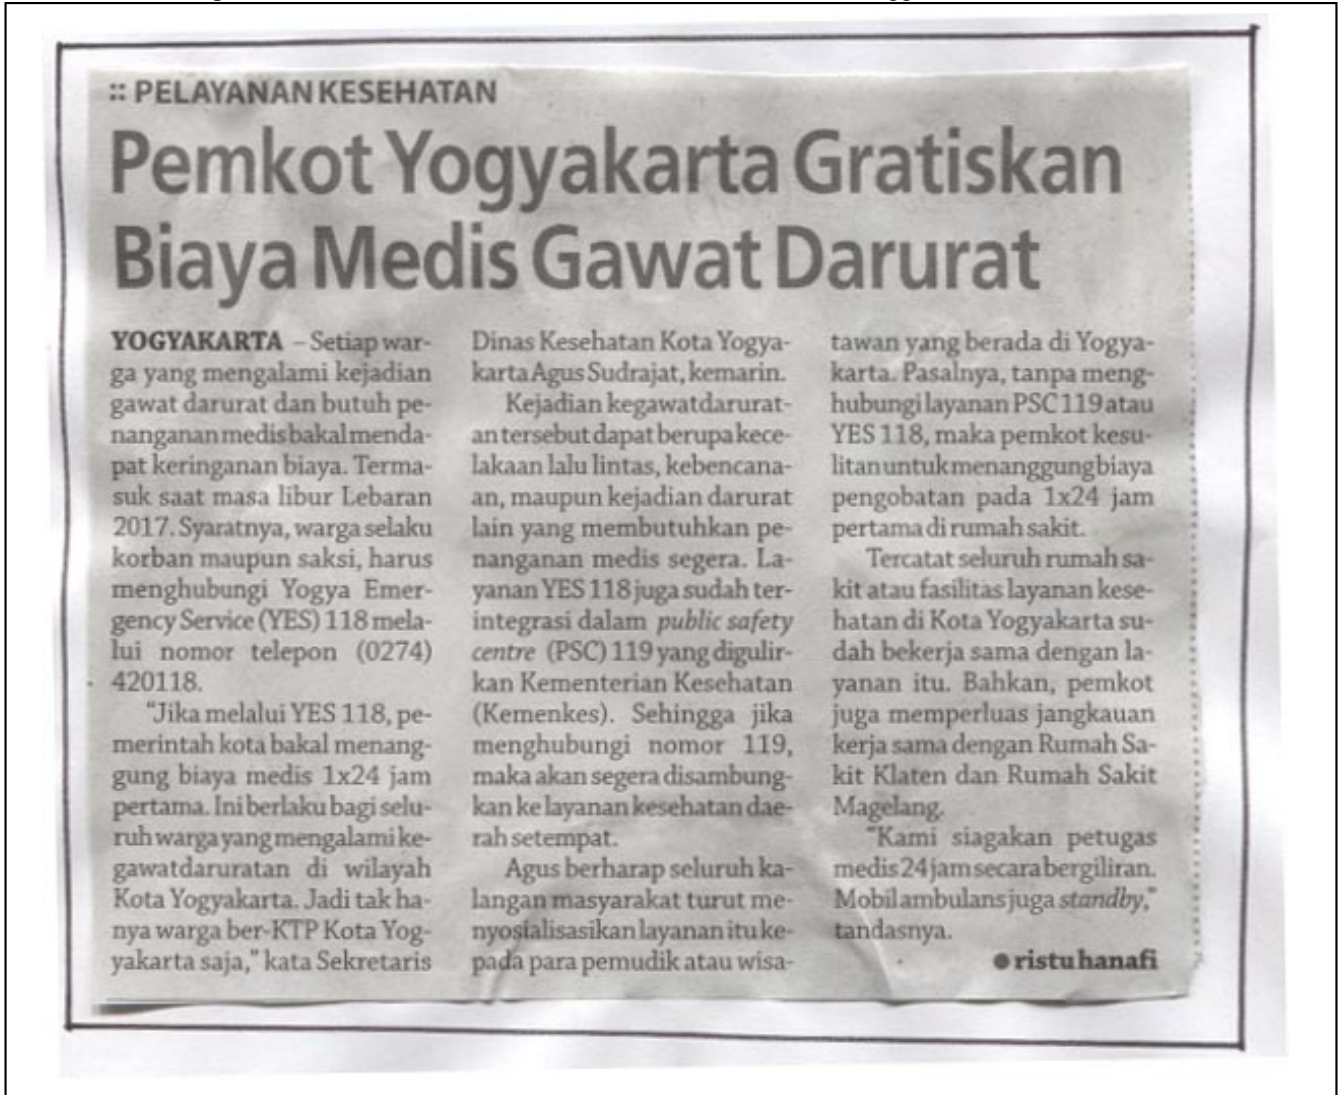 :: PELAYANAN KESEHATAN
Pemkot Yogyakarta Gratiskan
Biaya Medis Gawat Darurat
YOGYAKARTA – Setiap war-
ga yang mengalami kejadian
gawat darurat dan butuh pe-
nanganan medis bakal menda-
pat keringanan biaya. Terma-
suk saat masa libur Lebaran
2017. Syaratnya, warga selaku
korban maupun saksi, harus
menghubungi Yogya Emer-
gency Service (YES) 118 mela-
lui nomor telepon (0274)
420118.
"Jika melalui YES 118, pe-
merintah kota bakal menang-
gung biaya medis 1x24 jam
pertama. Ini berlaku bagi selu-
ruh warga yang mengalami ke-
gawatdaruratan di wilayah
Kota Yogyakarta. Jadi tak ha-
nya warga ber-KTP Kota Yog-
yakarta saja," kata Sekretaris
Dinas Kesehatan Kota Yogya-
karta Agus Sudrajat, kemarin.
Kejadian kegawatdarurat-
an tersebut dapat berupa kece-
lakaan lalu lintas, kebencana-
an, maupun kejadian darurat
lain yang membutuhkan pe-
nanganan medis segera. La-
yanan YES 118 juga sudah ter-
integrasi dalam public safety
centre (PSC) 119 yang digulir-
kan Kementerian Kesehatan
(Kemenkes). Sehingga jika
menghubungi nomor 119,
maka akan segera disambung-
kan ke layanan kesehatan dae-
rah setempat.
Agus berharap seluruh ka-
langan masyarakat turut me-
nyosialisasikan layanan itu ke-
pada para pemudik atau wisa-
tawan yang berada di Yogya-
karta. Pasalnya, tanpa meng-
hubungi layanan PSC 119 atau
YES 118, maka pemkot kesu-
litan untuk menanggung biaya
pengobatan pada 1x24 jam
pertama di rumah sakit.
Tercatat seluruh rumah sa-
kit atau fasilitas layanan kese-
hatan di Kota Yogyakarta su-
dah bekerja sama dengan la-
yanan itu. Bahkan, pemkot
juga memperluas jangkauan
kerja sama dengan Rumah Sa-
kit Klaten dan Rumah Sakit
Magelang.
"Kami siagakan petugas
medis 24 jam secara bergiliran.
Mobil ambulans juga standby,"
tandasnya.
● ristu hanafi